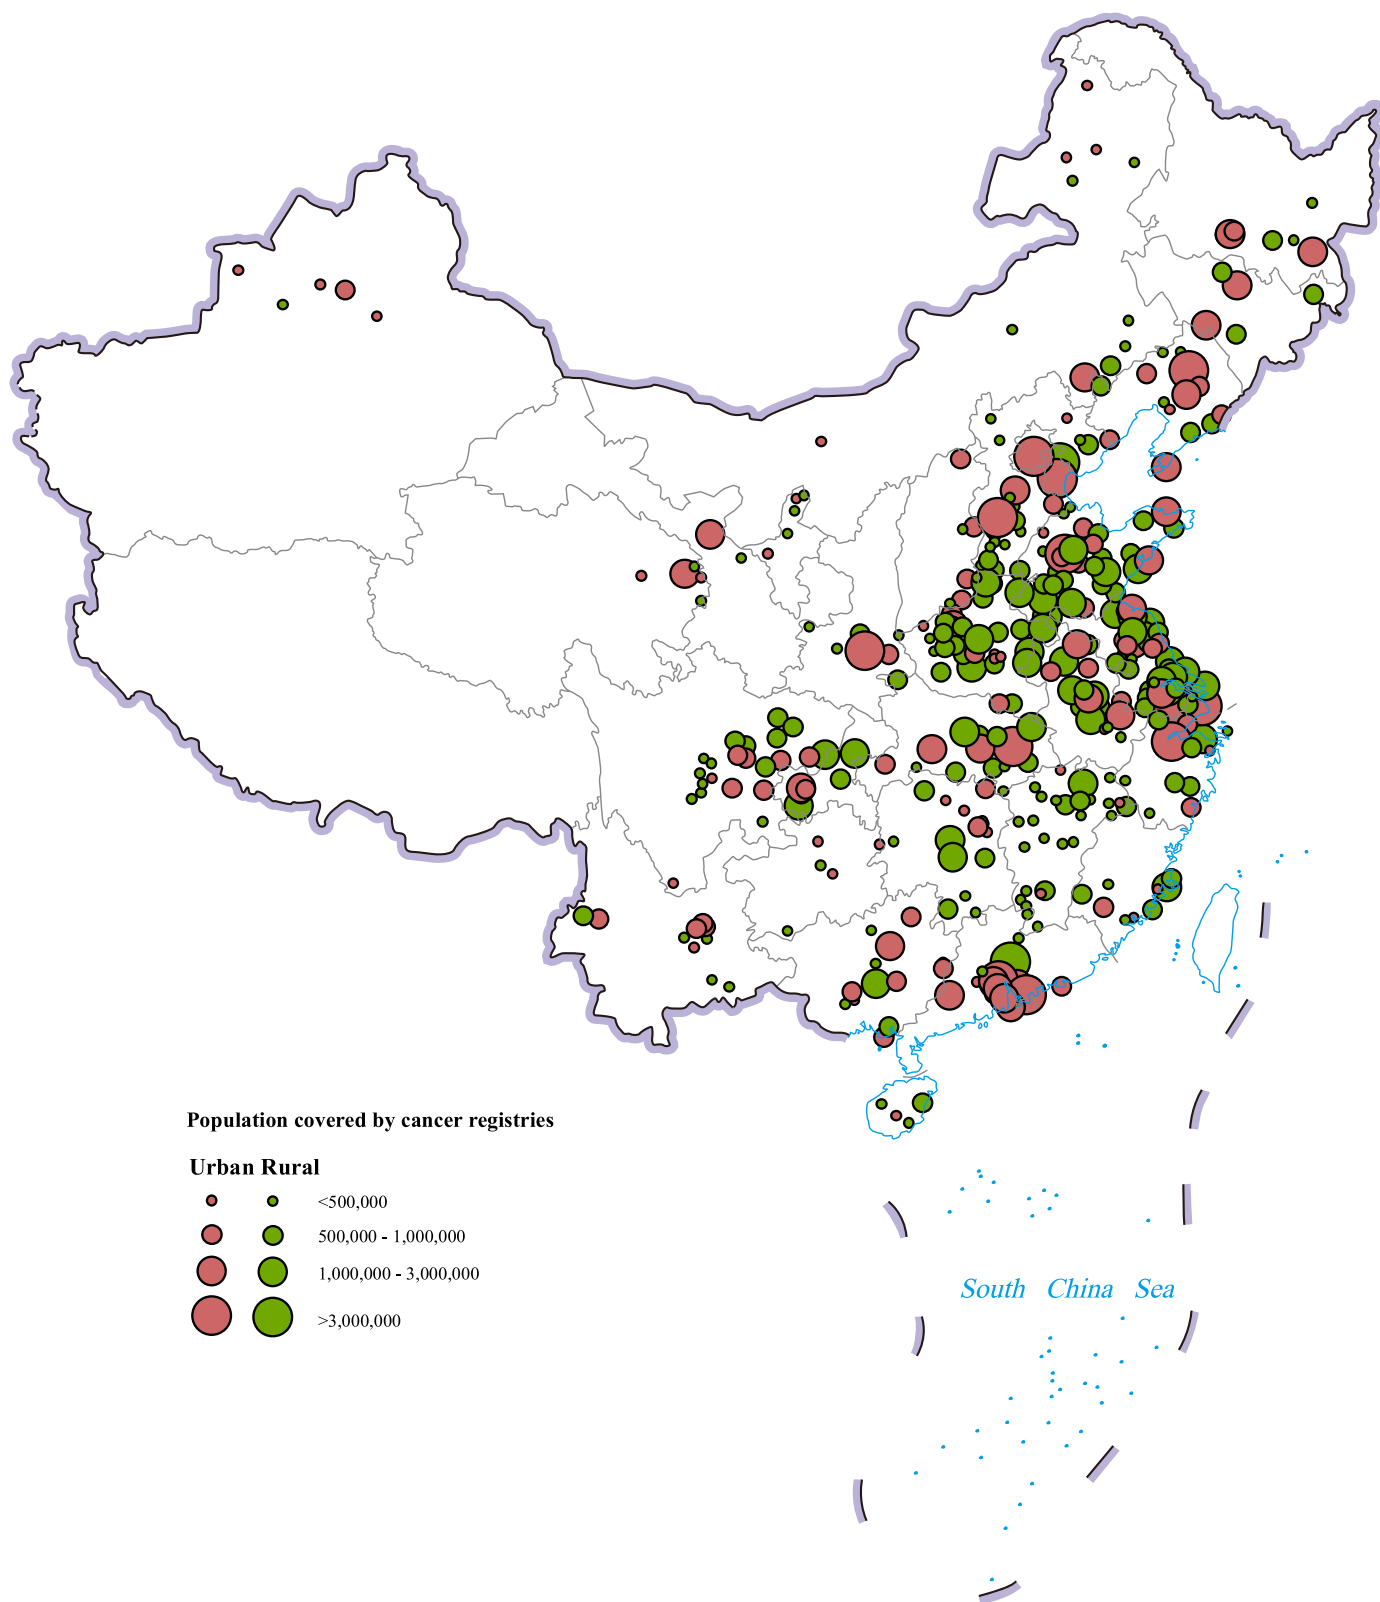 Population covered by cancer registries
Urban Rural
<500,000
500,000 - 1,000,000
1,000,000 - 3,000,000
>3,000,000
South China Sea